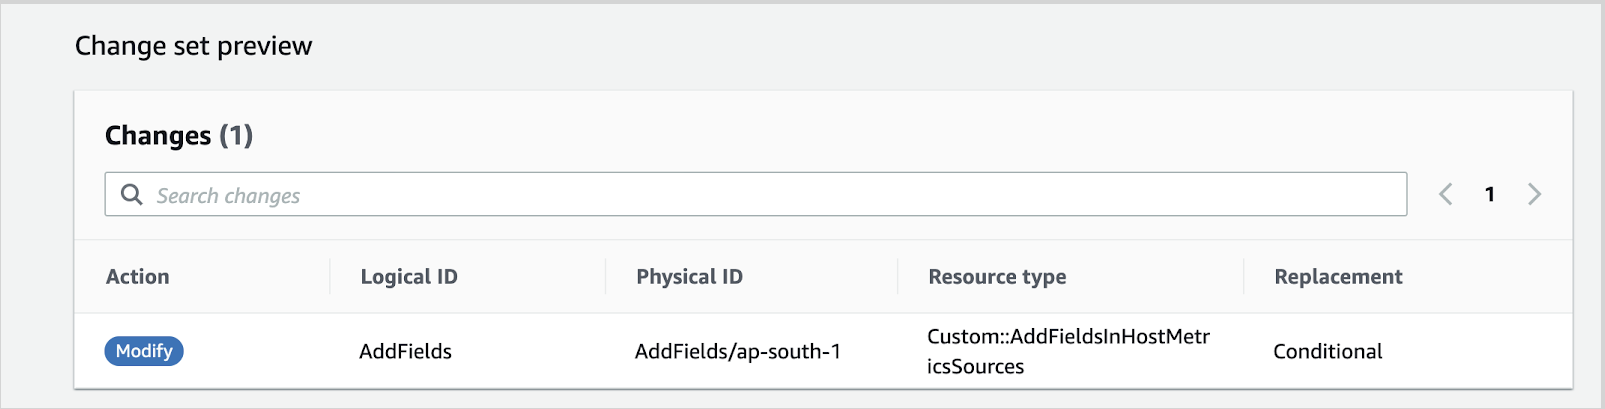 Change set preview
Changes (1)
Search changes
1
Action Logical ID Physical ID Resource type Replacement
Modify AddFields AddFields/ap-south-1 Custom::AddFieldsInHostMetr
icsSources Conditional